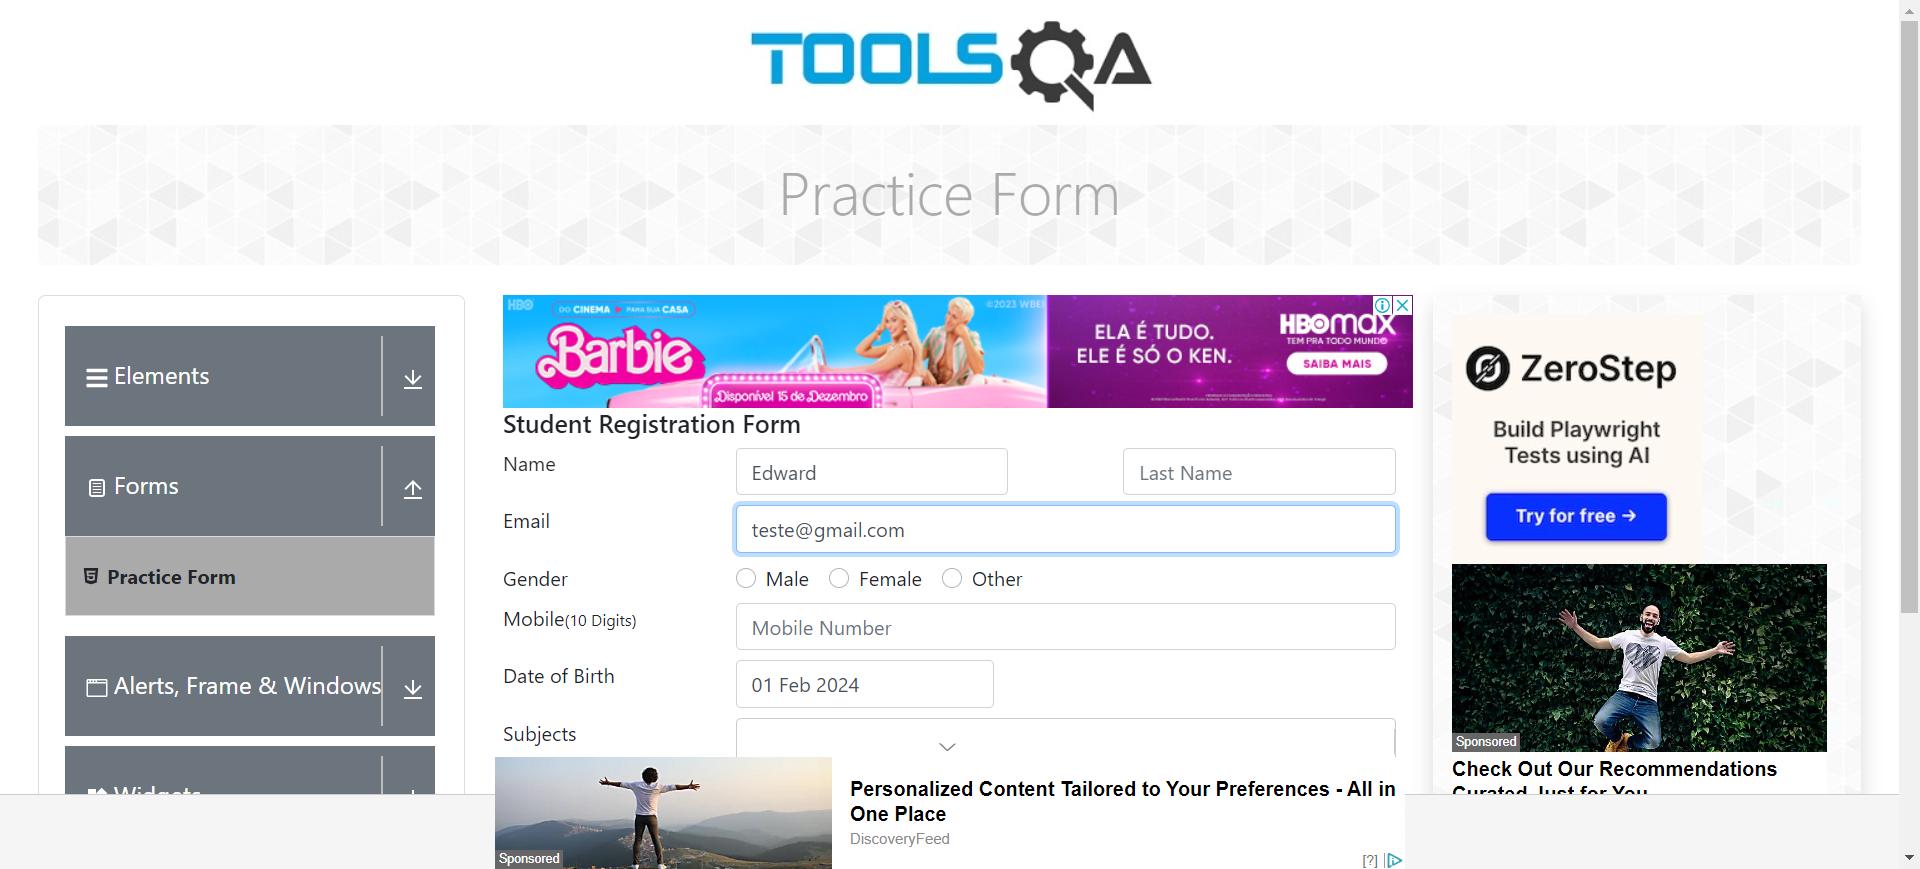 TOOLSQA
Practice Form
Elements
Forms
Practice Form
Alerts, Frame & Windows
Widgets
HBO
DO CINEMA PARA SUA CASA
©2023 WBEI
Barbie
Disponível 15 de Dezembro
ELA É TUDO.
ELE É SÓ O KEN.
HBOmax
TEM PRA TODO MUNDO
SAIBA MAIS
Student Registration Form
Name
Edward
Last Name
Email
teste@gmail.com
Gender
Male
Female
Other
Mobile(10 Digits)
Mobile Number
Date of Birth
01 Feb 2024
Subjects
Sponsored
Personalized Content Tailored to Your Preferences - All in
One Place
DiscoveryFeed
[?]
ZeroStep
Build Playwright
Tests using AI
Try for free →
Sponsored
Check Out Our Recommendations
Curated Just for You